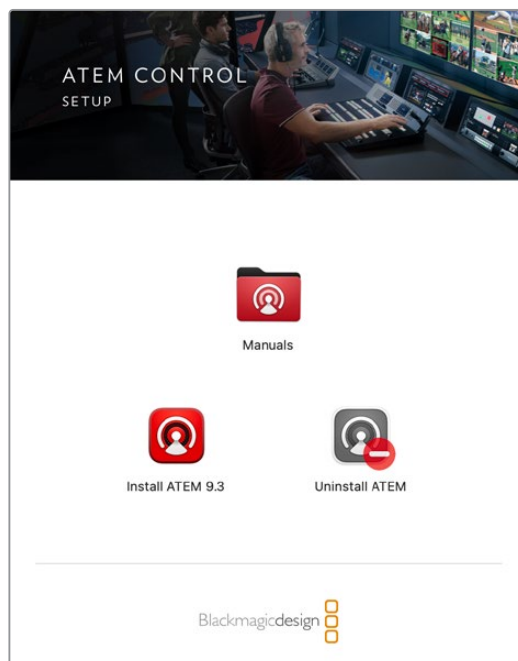 ATEM CONTROL
SETUP
Manuals
Install ATEM 9.3
Uninstall ATEM
Blackmagicdesign